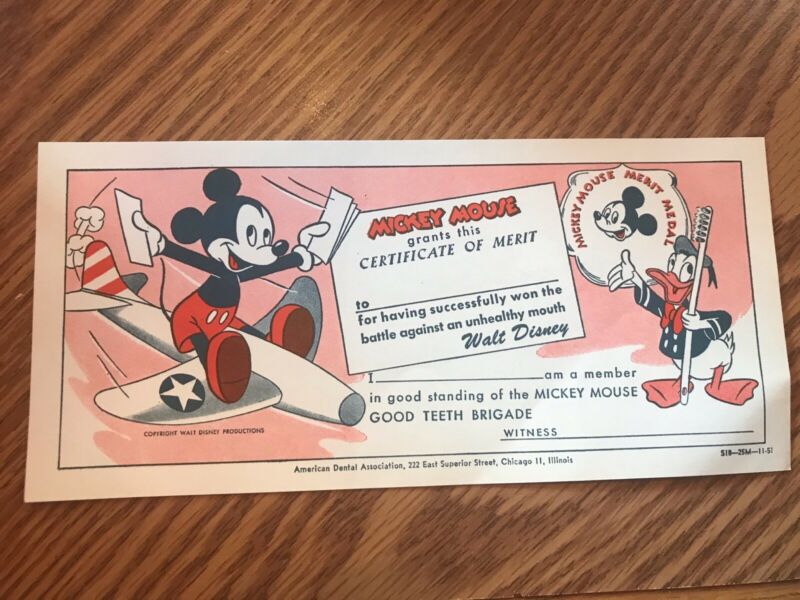 MICKEY MOUSE
grants this
CERTIFICATE OF MERIT
to
for having successfully won the
battle against an unhealthy mouth
Walt Disney
MICKEY MOUSE MERIT MEDAL
I am a member
in good standing of the MICKEY MOUSE
GOOD TEETH BRIGADE
WITNESS
COPYRIGHT WALT DISNEY PRODUCTIONS
American Dental Association, 222 East Superior Street, Chicago 11, Illinois
S18—25M—11-51